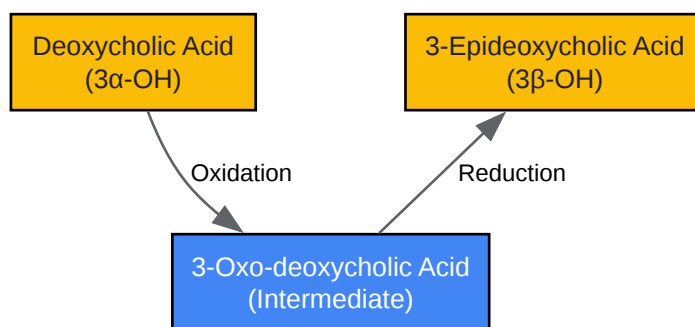 Deoxycholic Acid
(3α-OH)
3-Epideoxycholic Acid
(3β-OH)
Oxidation
Reduction
3-Oxo-deoxycholic Acid
(Intermediate)